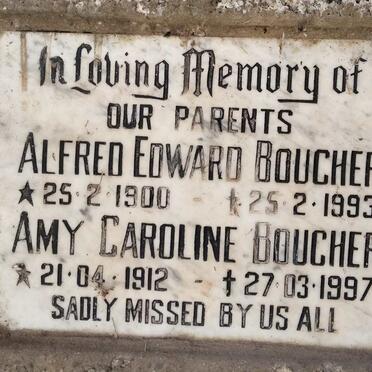 In Loving Memory of
OUR PARENTS
ALFRED EDWARD BOUCHER
★ 25·2·1900 † 25·2·1993
AMY CAROLINE BOUCHER
★ 21·04·1912 † 27·03·1997
SADLY MISSED BY US ALL